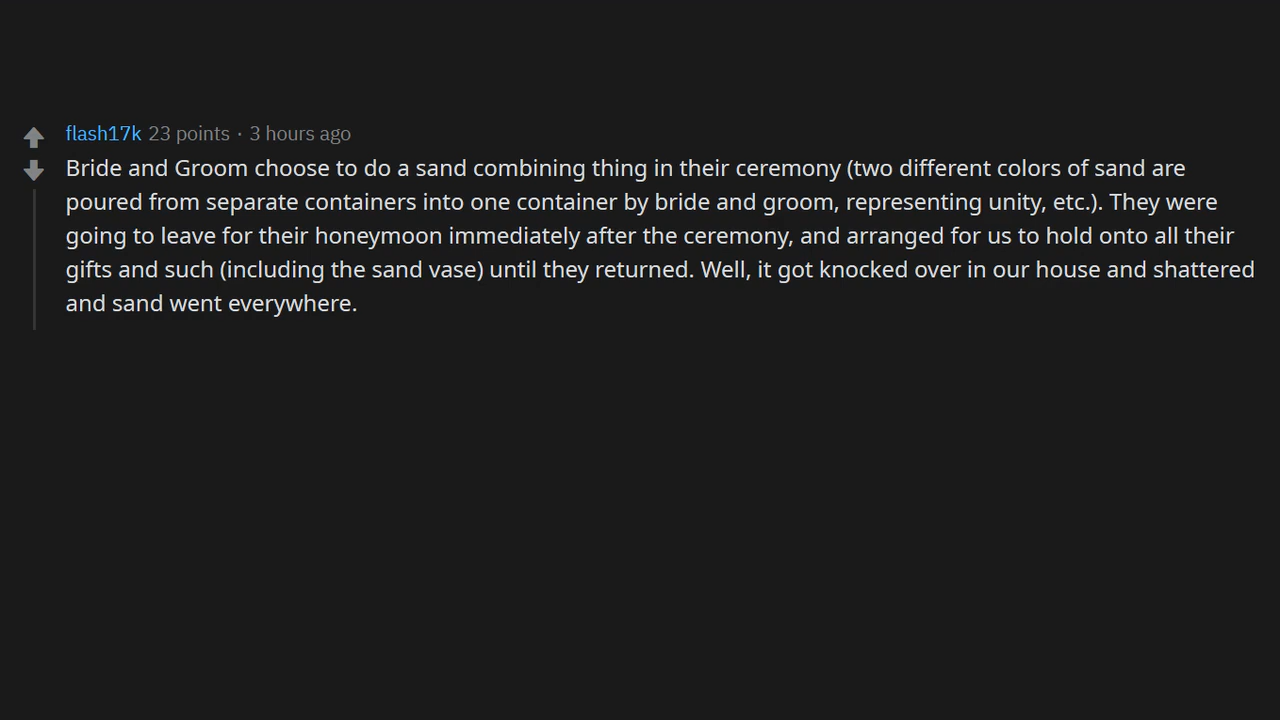 flash17k 23 points · 3 hours ago
Bride and Groom choose to do a sand combining thing in their ceremony (two different colors of sand are
poured from separate containers into one container by bride and groom, representing unity, etc.). They were
going to leave for their honeymoon immediately after the ceremony, and arranged for us to hold onto all their
gifts and such (including the sand vase) until they returned. Well, it got knocked over in our house and shattered
and sand went everywhere.